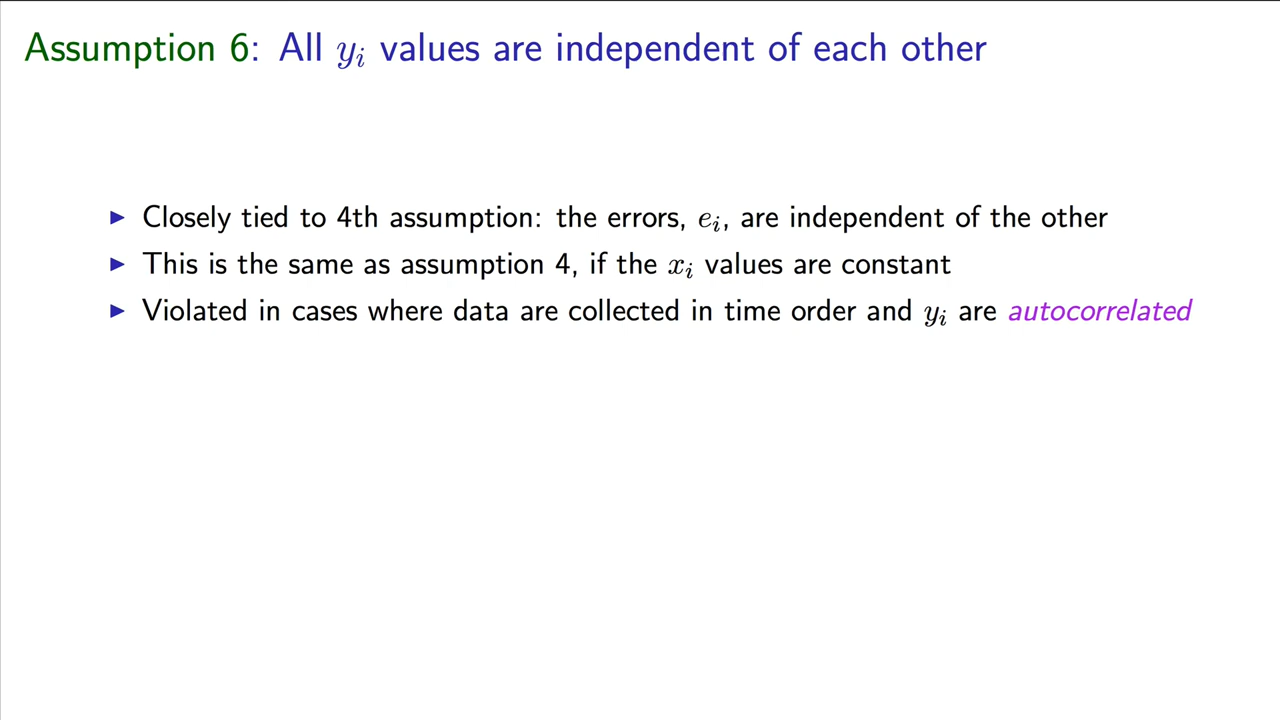 Assumption 6: All yᵢ values are independent of each other
▶ Closely tied to 4th assumption: the errors, eᵢ, are independent of the other
▶ This is the same as assumption 4, if the xᵢ values are constant
▶ Violated in cases where data are collected in time order and yᵢ are autocorrelated